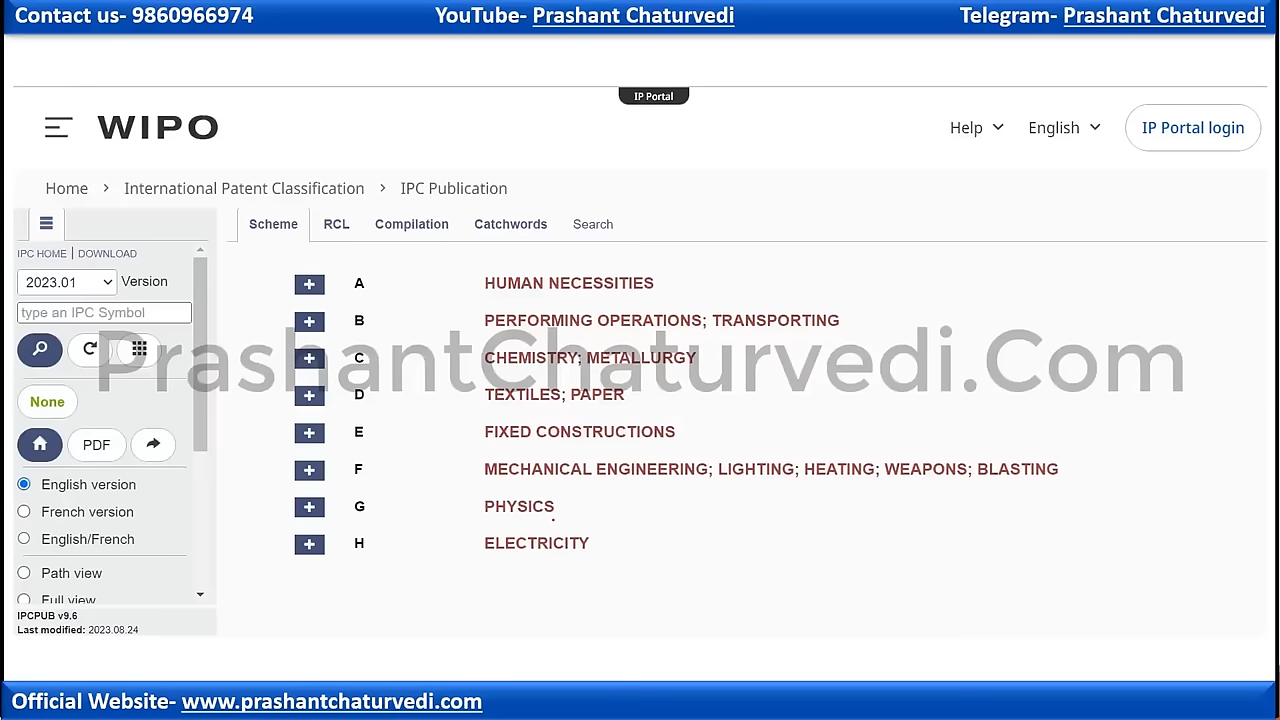 Contact us- 9860966974 YouTube- Prashant Chaturvedi Telegram- Prashant Chaturvedi
IP Portal
WIPO Help English IP Portal login
Home > International Patent Classification > IPC Publication
Scheme RCL Compilation Catchwords Search
IPC HOME | DOWNLOAD
2023.01 Version
type an IPC Symbol
None
PDF
English version
French version
English/French
Path view
Full view
IPCPUB v9.6
Last modified: 2023.08.24
A HUMAN NECESSITIES
B PERFORMING OPERATIONS; TRANSPORTING
C CHEMISTRY; METALLURGY
D TEXTILES; PAPER
E FIXED CONSTRUCTIONS
F MECHANICAL ENGINEERING; LIGHTING; HEATING; WEAPONS; BLASTING
G PHYSICS
H ELECTRICITY
PrashantChaturvedi.Com
Official Website- www.prashantchaturvedi.com